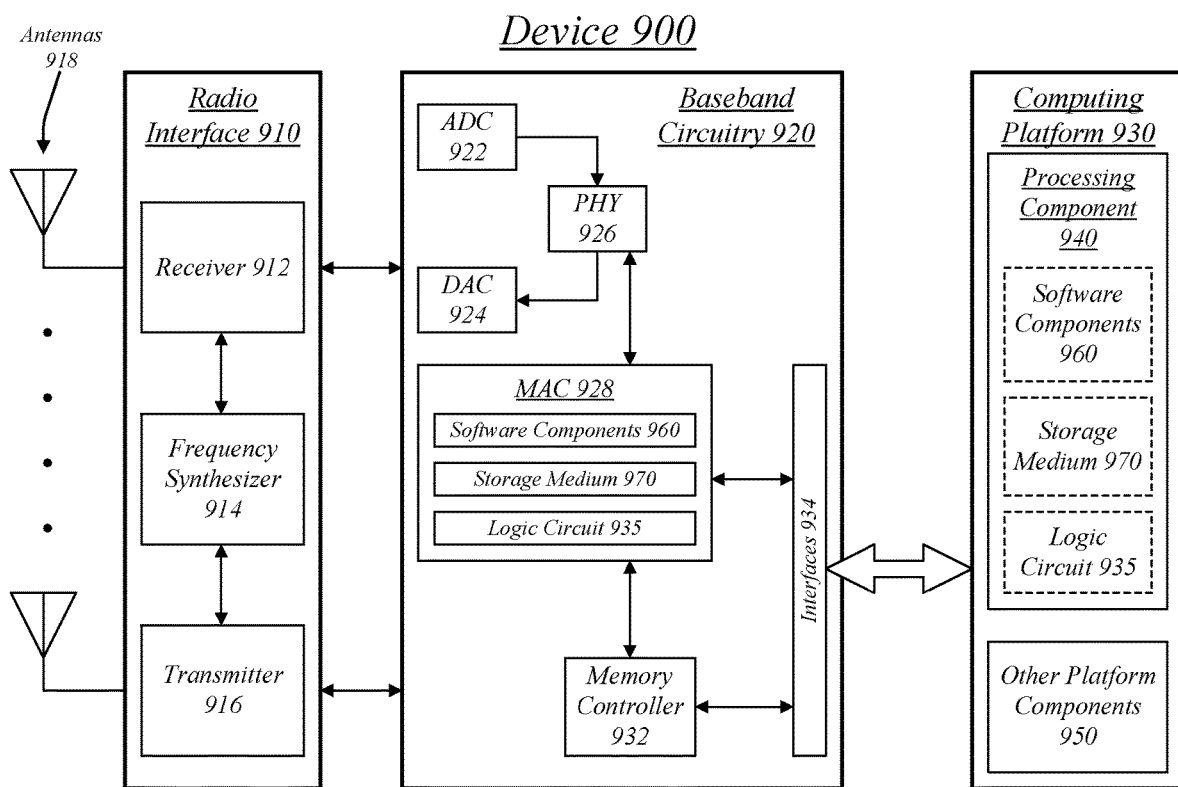 Device 900
Antennas
918
Radio
Interface 910
Receiver 912
Frequency
Synthesizer
914
Transmitter
916
Baseband
Circuitry 920
ADC
922
PHY
926
DAC
924
MAC 928
Software Components 960
Storage Medium 970
Logic Circuit 935
Memory
Controller
932
Interfaces 934
Computing
Platform 930
Processing
Component
940
Software
Components
960
Storage
Medium 970
Logic
Circuit 935
Other Platform
Components
950